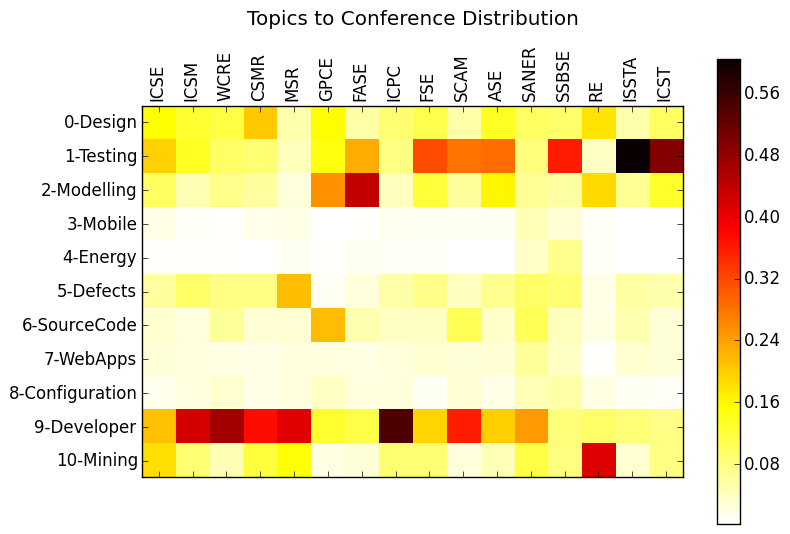 Topics to Conference Distribution
ICSE ICSM WCRE CSMR MSR GPCE FASE ICPC FSE SCAM ASE SANER SSBSE RE ISSTA ICST
0-Design
1-Testing
2-Modelling
3-Mobile
4-Energy
5-Defects
6-SourceCode
7-WebApps
8-Configuration
9-Developer
10-Mining
0.56
0.48
0.40
0.32
0.24
0.16
0.08